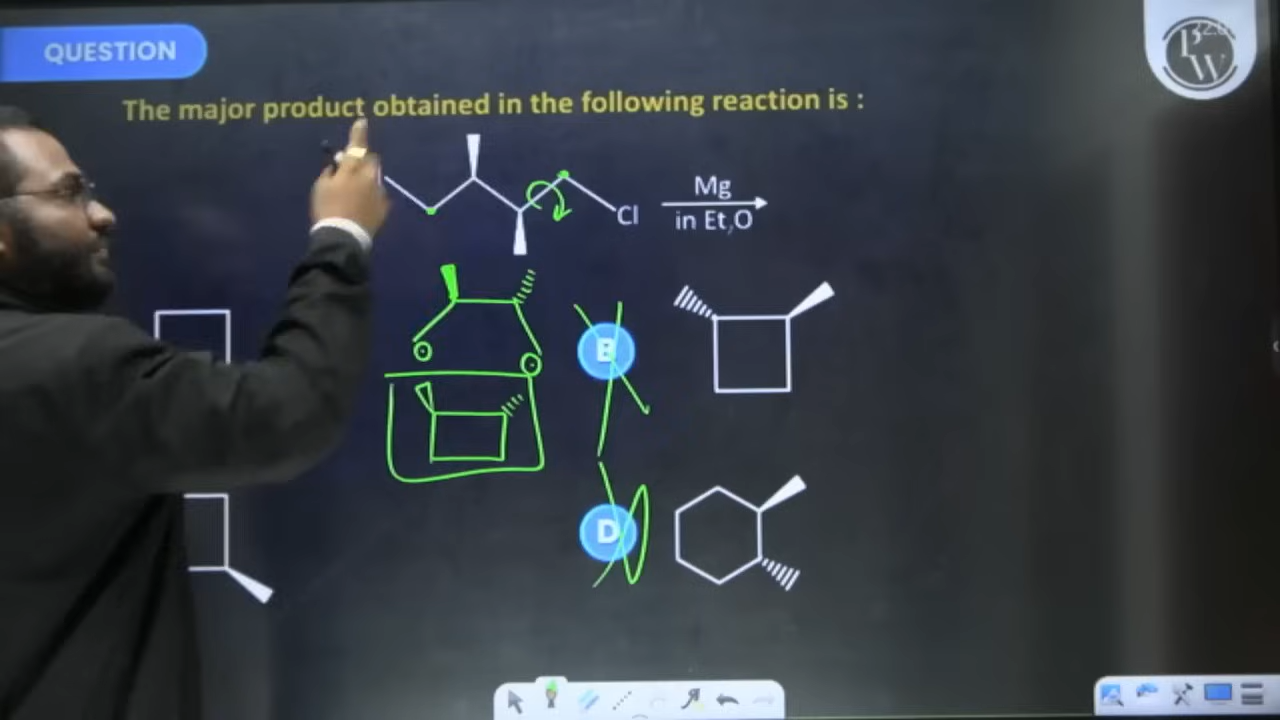 QUESTION
The major product obtained in the following reaction is :
Cl
Mg
in Et2O
B
D